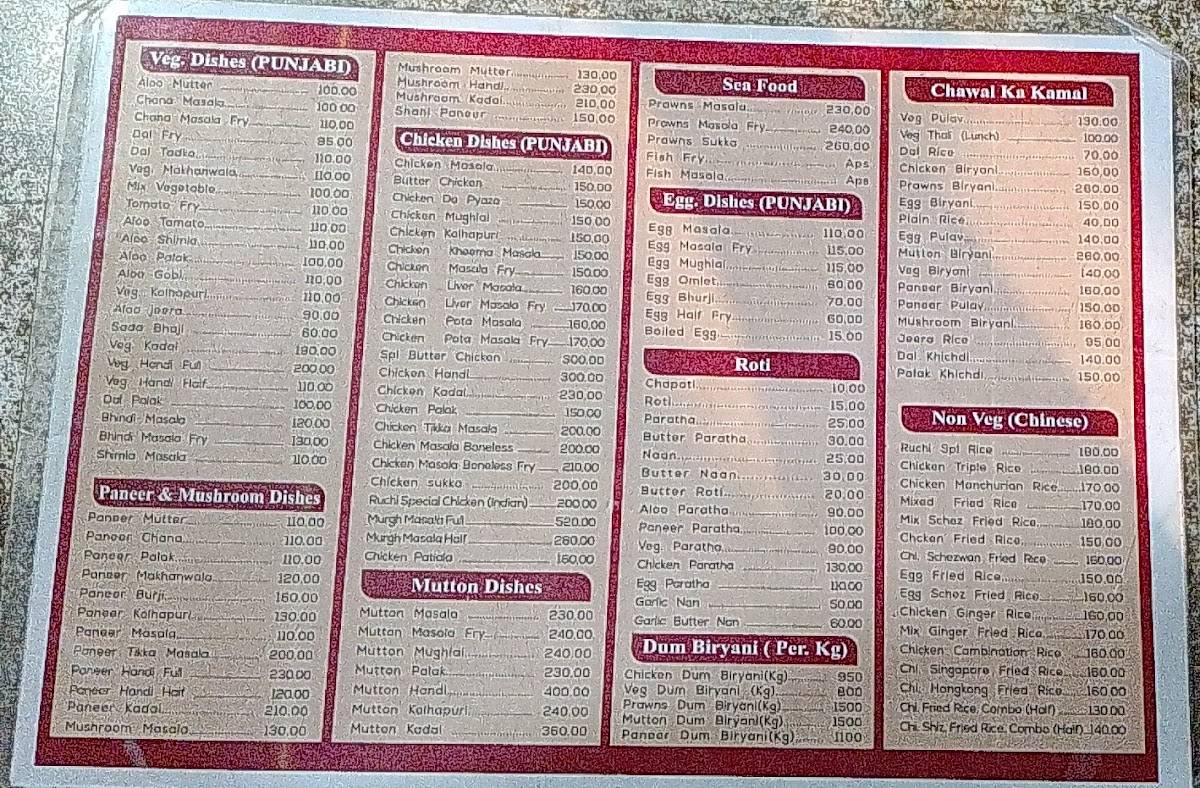 Veg. Dishes (PUNJABI)
Aloo Mutter 100.00
Chana Masala 100.00
Chana Masala Fry 110.00
Dal Fry 95.00
Dal Tadka 110.00
Veg. Makhanwala 110.00
Mix Vegetable 100.00
Tomato Fry 110.00
Aloo Tamato 110.00
Aloo Shimla 110.00
Aloo Palak 100.00
Aloo Gobi 110.00
Veg. Kolhapuri 110.00
Aloo Jeera 90.00
Sada Bhaji 60.00
Veg Kadai 190.00
Veg. Handi Full 200.00
Veg Handi Half 110.00
Dal Palak 100.00
Bhindi Masala 120.00
Bhindi Masala Fry 130.00
Shimla Masala 110.00
Paneer & Mushroom Dishes
Paneer Mutter 110.00
Paneer Chana 110.00
Paneer Palak 110.00
Paneer Makhanwala 120.00
Paneer Burji 160.00
Paneer Kolhapuri 130.00
Paneer Masala 110.00
Paneer Tikka Masala 200.00
Paneer Handi Full 230.00
Paneer Handi Half 120.00
Paneer Kadai 210.00
Mushroom Masala 130.00
Mushroom Mutter 130.00
Mushroom Handi 230.00
Mushroom Kadai 210.00
Shahi Paneer 150.00
Chicken Dishes (PUNJABI)
Chicken Masala 140.00
Butter Chicken 150.00
Chicken Do Pyaza 150.00
Chicken Mughlai 150.00
Chicken Kolhapuri 150.00
Chicken Kheema Masala 150.00
Chicken Masala Fry 150.00
Chicken Liver Masala 160.00
Chicken Liver Masala Fry 170.00
Chicken Pota Masala 160.00
Chicken Pota Masala Fry 170.00
Spl Butter Chicken 300.00
Chicken Handi 300.00
Chicken Kadai 230.00
Chicken Palak 150.00
Chicken Tikka Masala 200.00
Chicken Masala Boneless 200.00
Chicken Masala Boneless Fry 210.00
Chicken sukka 200.00
Ruchi Special Chicken (Indian) 200.00
Murgh Masala Full 520.00
Murgh Masala Half 280.00
Chicken Patiala 160.00
Mutton Dishes
Mutton Masala 230.00
Mutton Masala Fry 240.00
Mutton Mughlai 240.00
Mutton Palak 230.00
Mutton Handi 400.00
Mutton Kolhapuri 240.00
Mutton Kadai 360.00
Sea Food
Prawns Masala 230.00
Prawns Masala Fry 240.00
Prawns Sukka 260.00
Fish Fry Aps
Fish Masala Aps
Egg. Dishes (PUNJABI)
Egg Masala 110.00
Egg Masala Fry 115.00
Egg Mughlai 115.00
Egg Omlet 60.00
Egg Bhurji 70.00
Egg Half Fry 60.00
Boiled Egg 15.00
Roti
Chapati 10.00
Roti 15.00
Paratha 25.00
Butter Paratha 30.00
Naan 25.00
Butter Naan 30.00
Butter Roti 20.00
Aloo Paratha 90.00
Paneer Paratha 100.00
Veg. Paratha 90.00
Chicken Paratha 130.00
Egg Paratha 110.00
Garlic Nan 50.00
Garlic Butter Nan 60.00
Dum Biryani ( Per. Kg)
Chicken Dum Biryani(Kg) 950
Veg Dum Biryani (Kg) 800
Prawns Dum Biryani(Kg) 1500
Mutton Dum Biryani(Kg) 1500
Paneer Dum Biryani(Kg) 1100
Chawal Ka Kamal
Veg Pulav 130.00
Veg Thali (Lunch) 100.00
Dal Rice 70.00
Chicken Biryani 160.00
Prawns Biryani 260.00
Egg Biryani 150.00
Plain Rice 40.00
Egg Pulav 140.00
Mutton Biryani 260.00
Veg Biryani 140.00
Paneer Biryani 160.00
Paneer Pulav 150.00
Mushroom Biryani 160.00
Jeera Rice 95.00
Dal Khichdi 140.00
Palak Khichdi 150.00
Non Veg (Chinese)
Ruchi Spl Rice 180.00
Chicken Triple Rice 180.00
Chicken Manchurian Rice 170.00
Mixed Fried Rice 170.00
Mix Schez Fried Rice 180.00
Chcken Fried Rice 150.00
Chi. Schezwan Fried Rice 160.00
Egg Fried Rice 150.00
Egg Schez Fried Rice 160.00
Chicken Ginger Rice 160.00
Mix Ginger Fried Rice 170.00
Chicken Combination Rice 160.00
Chi. Singapore Fried Rice 160.00
Chi. Hongkong Fried Rice 160.00
Chi. Fried Rice. Combo (Half) 130.00
Chi. Shiz. Fried Rice. Combo (Half) 140.00